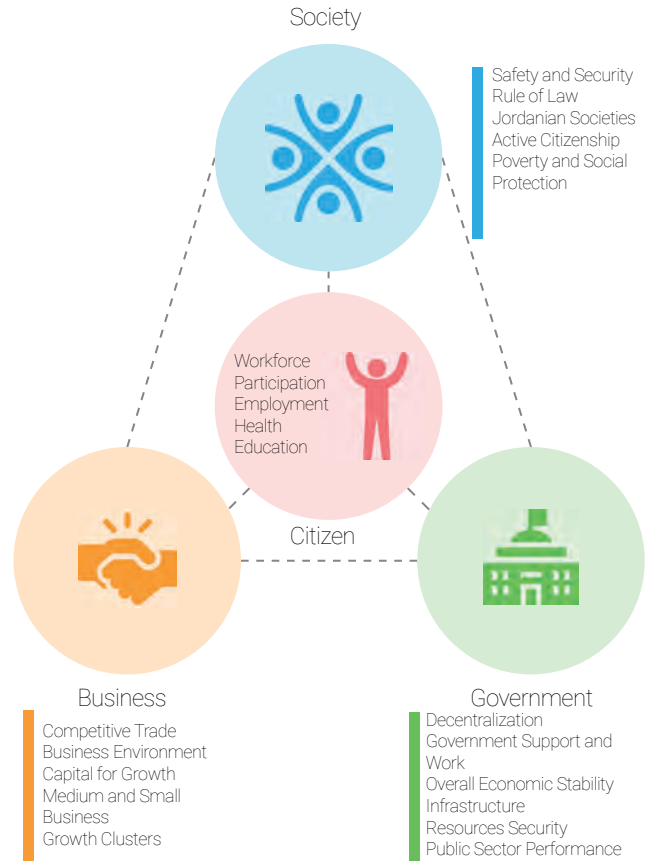 Society
Safety and Security
Rule of Law
Jordanian Societies
Active Citizenship
Poverty and Social
Protection
Workforce
Participation
Employment
Health
Education
Citizen
Business
Competitive Trade
Business Environment
Capital for Growth
Medium and Small
Business
Growth Clusters
Government
Decentralization
Government Support and
Work
Overall Economic Stability
Infrastructure
Resources Security
Public Sector Performance